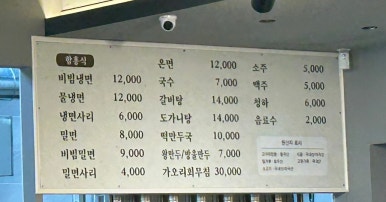 함흥식
비빔냉면 12,000
물냉면 12,000
냉면사리 6,000
밀면 8,000
비빔밀면 9,000
밀면사리 4,000
온면 12,000
국수 7,000
갈비탕 14,000
도가니탕 14,000
떡만두국 10,000
왕만두/방울만두 7,000
가오리회무침 30,000
소주 5,000
맥주 5,000
청하 6,000
음료수 2,000
원산지 표시